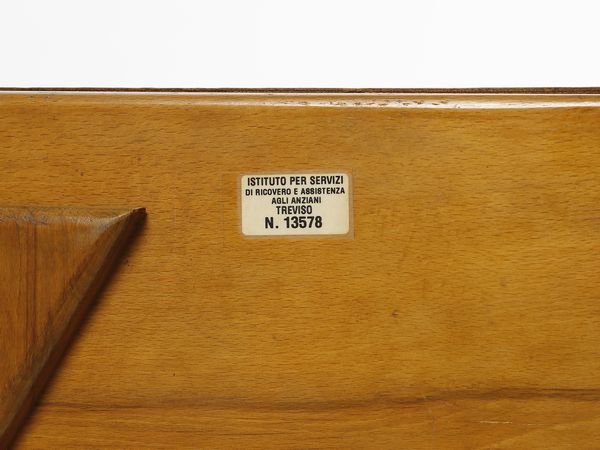 ISTITUTO PER SERVIZI
DI RICOVERO E ASSISTENZA
AGLI ANZIANI
TREVISO
N. 13578